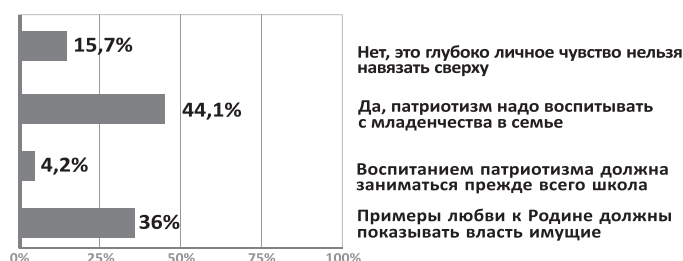 15,7%
Нет, это глубоко личное чувство нельзя
навязать сверху
44,1%
Да, патриотизм надо воспитывать
с младенчества в семье
4,2%
Воспитанием патриотизма должна
заниматься прежде всего школа
36%
Примеры любви к Родине должны
показывать власть имущие
0% 25% 50% 75% 100%